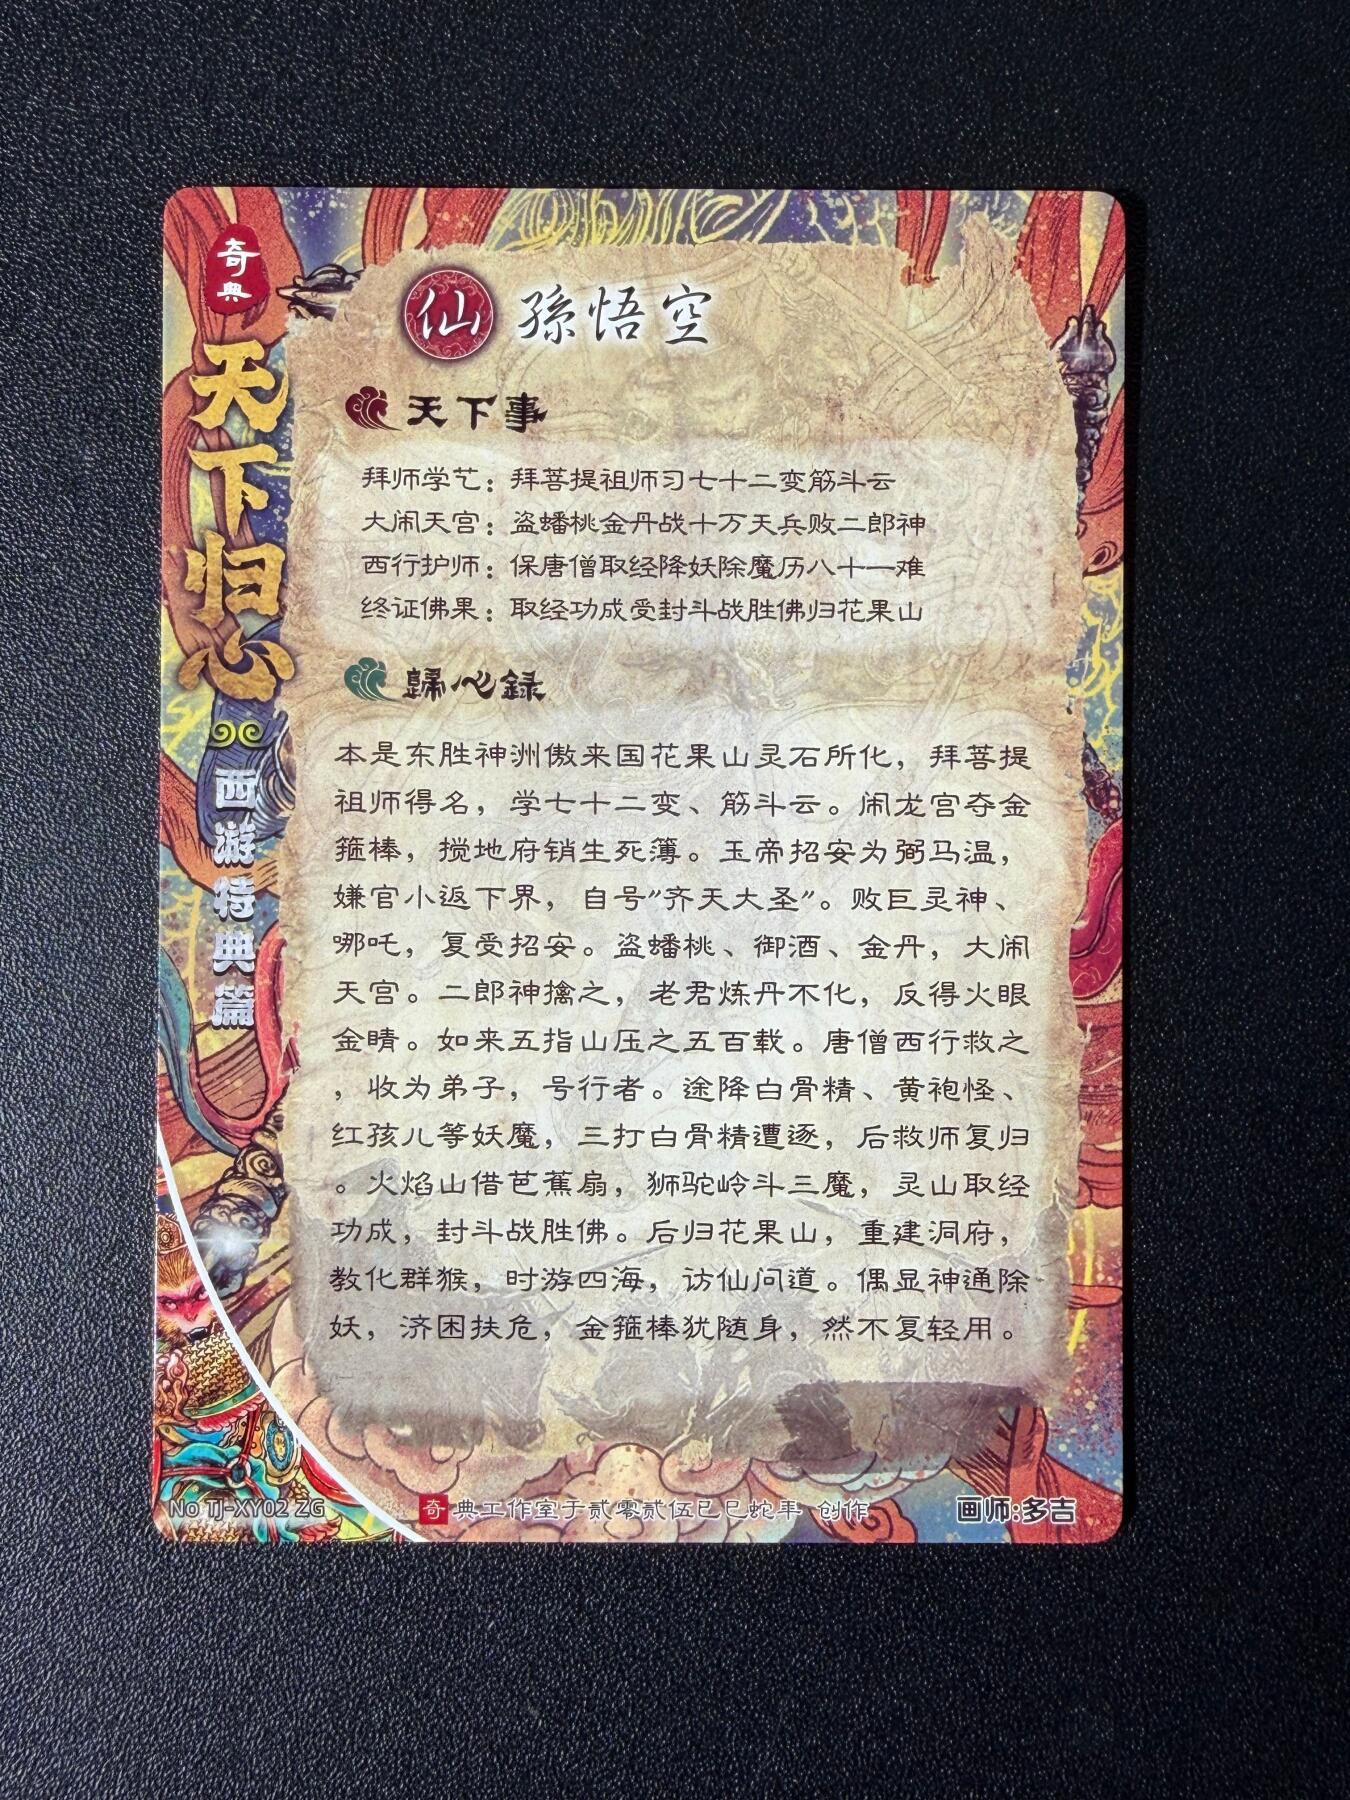 奇典
天下归心
西游特典篇
仙 孫悟空
天下事
拜师学艺：拜菩提祖师习七十二变筋斗云
大闹天宫：盗蟠桃金丹战十万天兵败二郎神
西行护师：保唐僧取经降妖除魔历八十一难
终证佛果：取经功成受封斗战胜佛归花果山
歸心録
本是东胜神洲傲来国花果山灵石所化，拜菩提
祖师得名，学七十二变、筋斗云。闹龙宫夺金
箍棒，搅地府销生死薄。玉帝招安为弼马温，
嫌官小返下界，自号"齐天大圣"。败巨灵神、
哪吒，复受招安。盗蟠桃、御酒、金丹，大闹
天宫。二郎神擒之，老君炼丹不化，反得火眼
金睛。如来五指山压之五百载。唐僧西行救之
，收为弟子，号行者。途降白骨精、黄袍怪、
红孩儿等妖魔，三打白骨精遭逐，后救师复归
。火焰山借芭蕉扇，狮驼岭斗三魔，灵山取经
功成，封斗战胜佛。后归花果山，重建洞府，
教化群猴，时游四海，访仙问道。偶显神通除
妖，济困扶危，金箍棒犹随身，然不复轻用。
No TJ-XY02 ZG
奇典工作室于贰零贰伍已巳蛇年 创作
画师:多吉